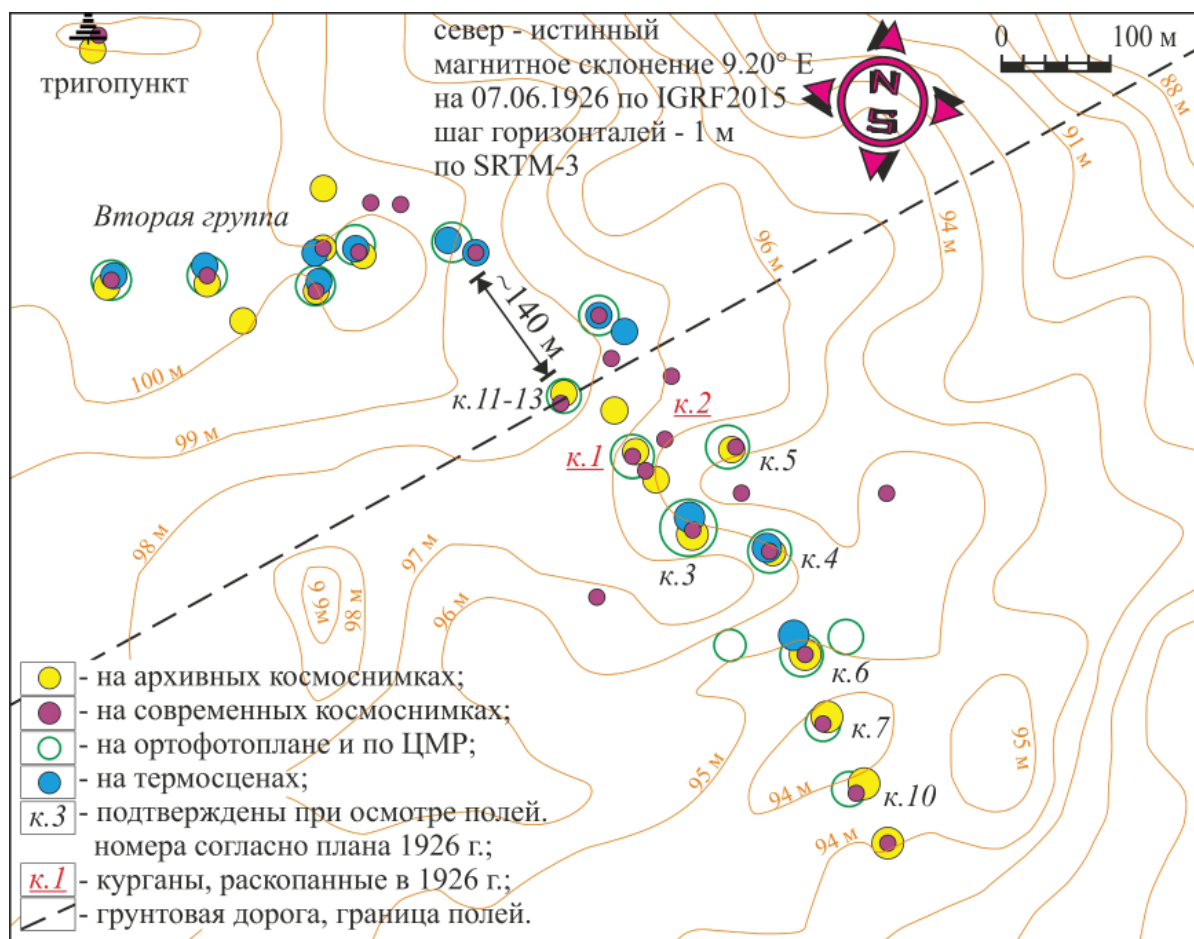 север - истинный
магнитное склонение 9.20° E
на 07.06.1926 по IGRF2015
шаг горизонталей - 1 м
по SRTM-3
0 100 м
N
S
тригопункт
88 м
91 м
94 м
96 м
Вторая группа
~140 м
100 м
к.11-13
99 м
к.2
к.1
к.5
98 м
97 м
к.3
к.4
99м
98 м
96 м
к.6
к.7
95 м
95 м
94 м
к.10
94 м
- на архивных космоснимках;
- на современных космоснимках;
- на ортофотоплане и по ЦМР;
- на термосценах;
к.3 - подтверждены при осмотре полей.
номера согласно плана 1926 г.;
к.1 - курганы, раскопанные в 1926 г.;
- грунтовая дорога, граница полей.